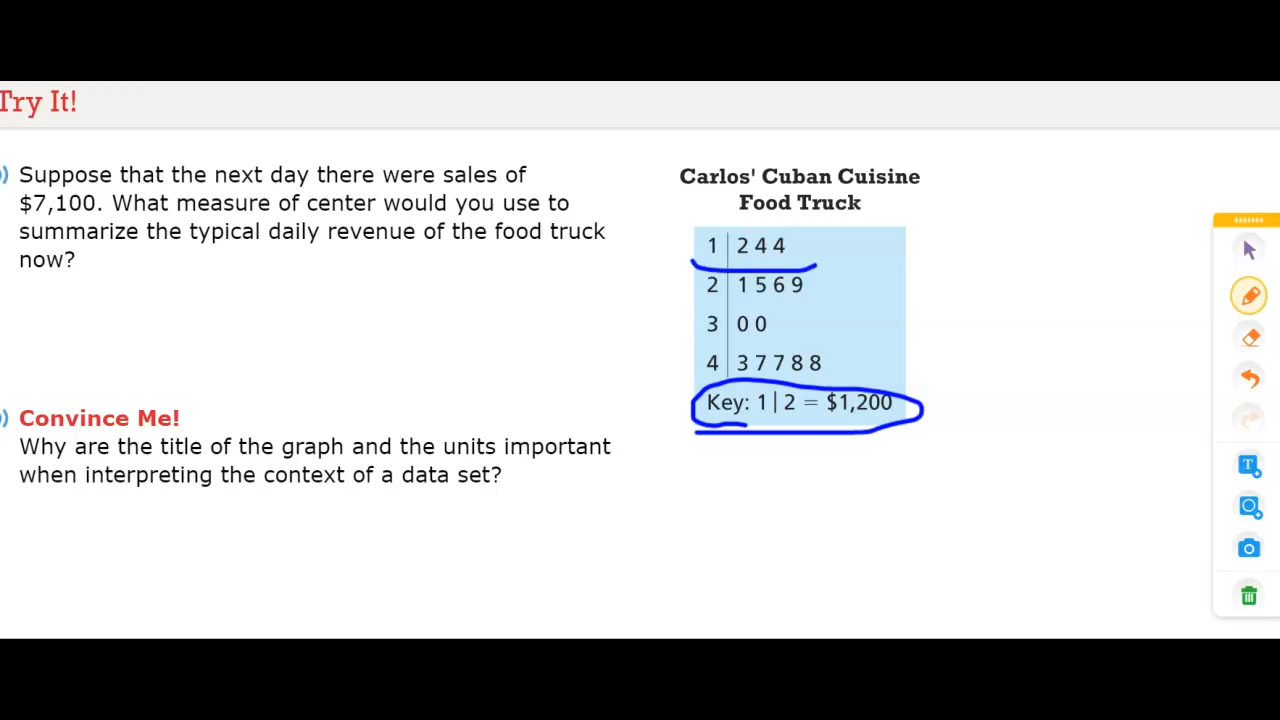 Try It!
Suppose that the next day there were sales of
$7,100. What measure of center would you use to
summarize the typical daily revenue of the food truck
now?
Convince Me!
Why are the title of the graph and the units important
when interpreting the context of a data set?
Carlos' Cuban Cuisine
Food Truck
1 | 2 4 4
2 | 1 5 6 9
3 | 0 0
4 | 3 7 7 8 8
Key: 1 | 2 = $1,200
T